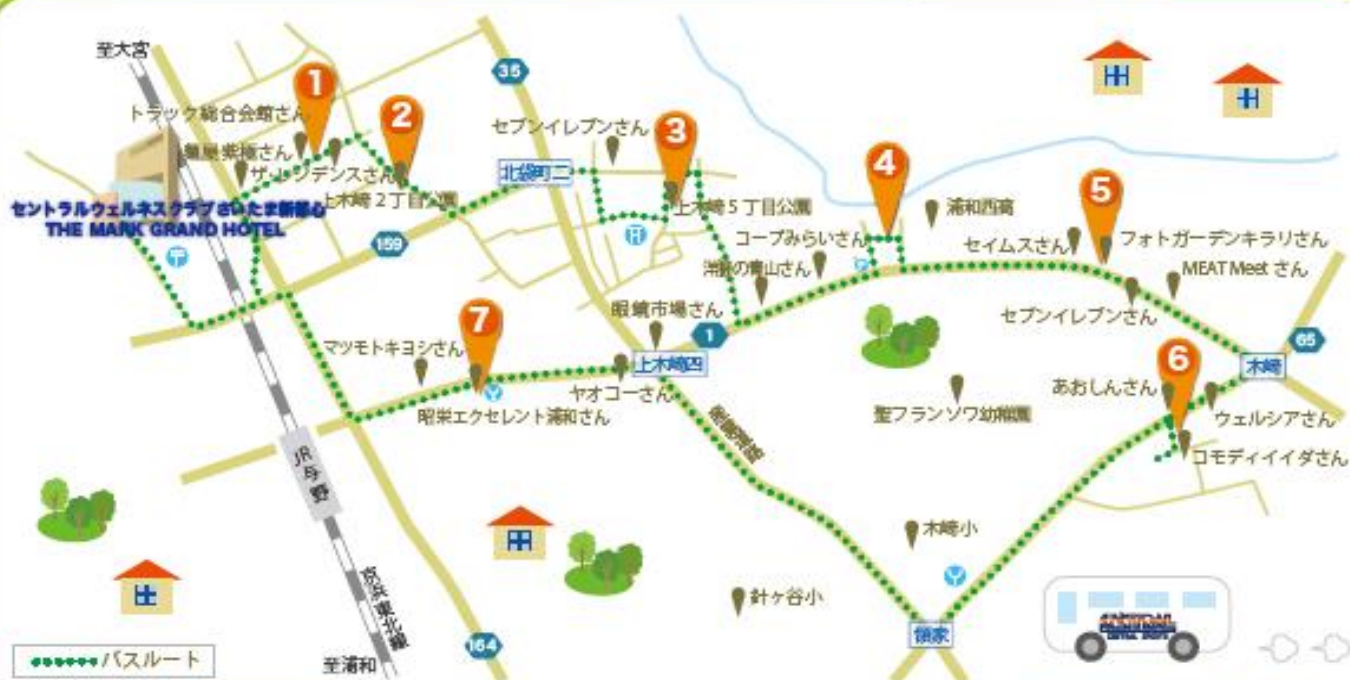 至大宮
35
1
トラック総合会館さん
2
セブンイレブンさん
3
北袋町二
ザ・レジデンスさん
上木崎2丁目公園
上木崎5丁目公園
4
浦和西高
5
セントラルウェルネスクラブさいたま新都心
THE MARK GRAND HOTEL
159
コープみらいさん
セイムスさん
フォトガーデンキラリさん
MEAT Meet さん
眼鏡市場さん
セブンイレブンさん
7
1
65
マツモトキヨシさん
上木崎四
6
木崎
ヤオコーさん
あおしんさん
昭栄エクセレント浦和さん
聖フランソワ幼稚園
ウェルシアさん
コモディイイダさん
JR与野
木崎小
京浜東北線
針ヶ谷小
領家
164
バスルート
至浦和